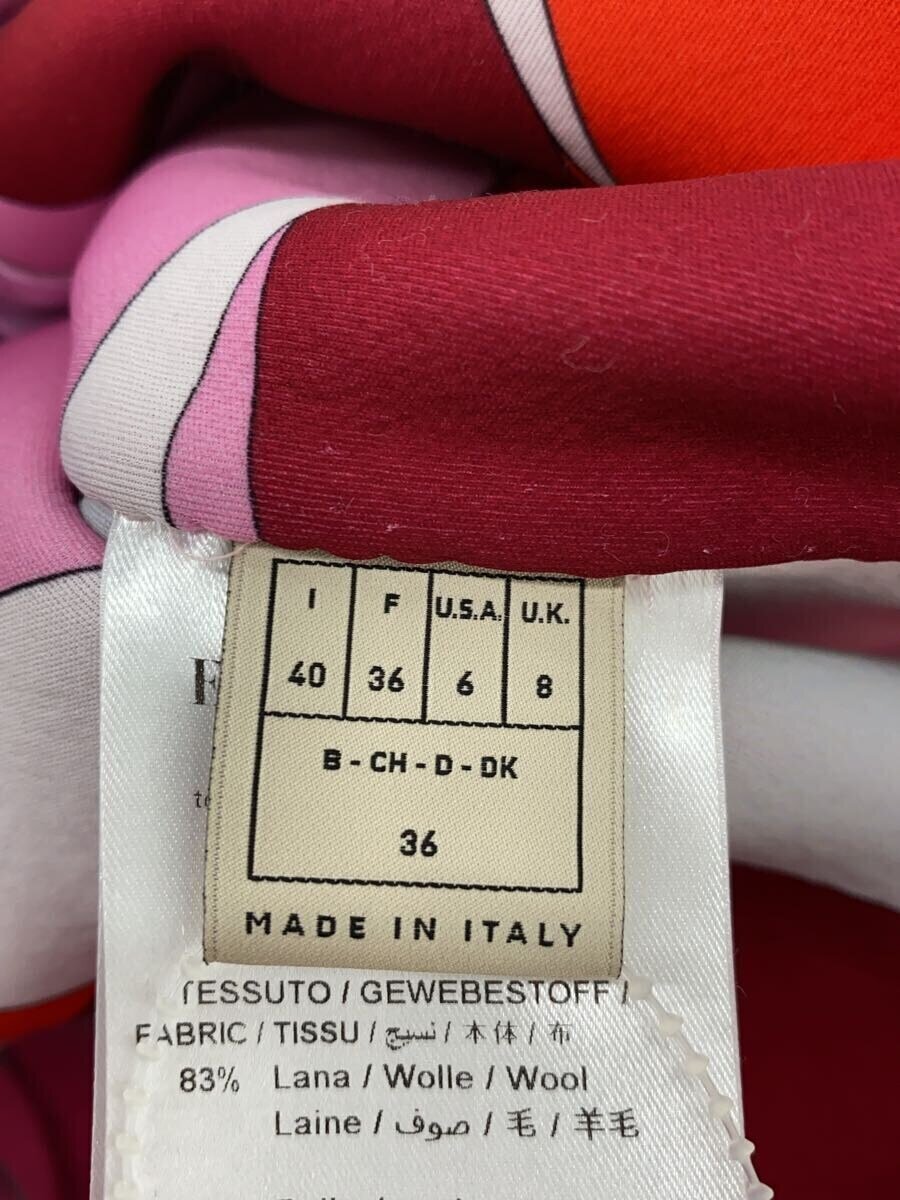 I F U.S.A. U.K.
40 36 6 8
B - CH - D - DK
36
MADE IN ITALY
TESSUTO / GEWEBESTOFF /
FABRIC / TISSU / نسيج / 本体 / 布
83% Lana / Wolle / Wool
Laine / صوف / 毛 / 羊毛